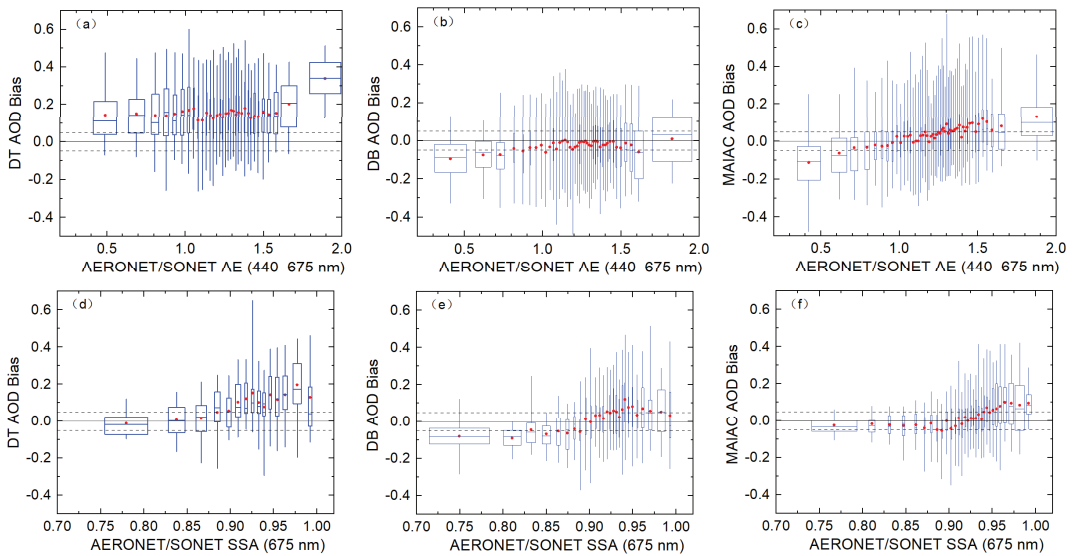 (a)
DT AOD Bias
0.6
0.4
0.2
0.0
-0.2
-0.4
0.5 1.0 1.5 2.0
ΛERONET/SONET ΛE (440 675 nm)
(b)
DB AOD Bias
0.6
0.4
0.2
0.0
-0.2
-0.4
0.5 1.0 1.5 2.0
ΛERONET/SONET ΛE (440 675 nm)
(c)
MAIAC AOD Bias
0.6
0.4
0.2
0.0
-0.2
-0.4
0.5 1.0 1.5 2.0
ΛERONET/SONET ΛE (440 675 nm)
(d)
DT AOD Bias
0.6
0.4
0.2
0.0
-0.2
-0.4
0.70 0.75 0.80 0.85 0.90 0.95 1.00
AERONET/SONET SSA (675 nm)
(e)
DB AOD Bias
0.6
0.4
0.2
0.0
-0.2
-0.4
0.70 0.75 0.80 0.85 0.90 0.95 1.00
AERONET/SONET SSA (675 nm)
(f)
MAIAC AOD Bias
0.6
0.4
0.2
0.0
-0.2
-0.4
0.70 0.75 0.80 0.85 0.90 0.95 1.00
AERONET/SONET SSA (675 nm)